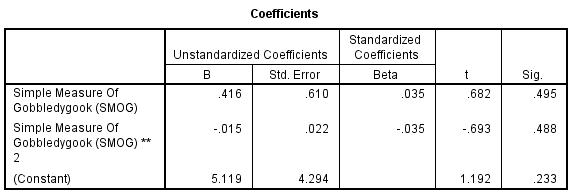 Coefficients
Unstandardized Coefficients
Standardized
Coefficients
B Std. Error Beta t Sig.
Simple Measure Of
Gobbledygook (SMOG)
.416 .610 .035 .682 .495
Simple Measure Of
Gobbledygook (SMOG) **
2
-.015 .022 -.035 -.693 .488
(Constant) 5.119 4.294 1.192 .233